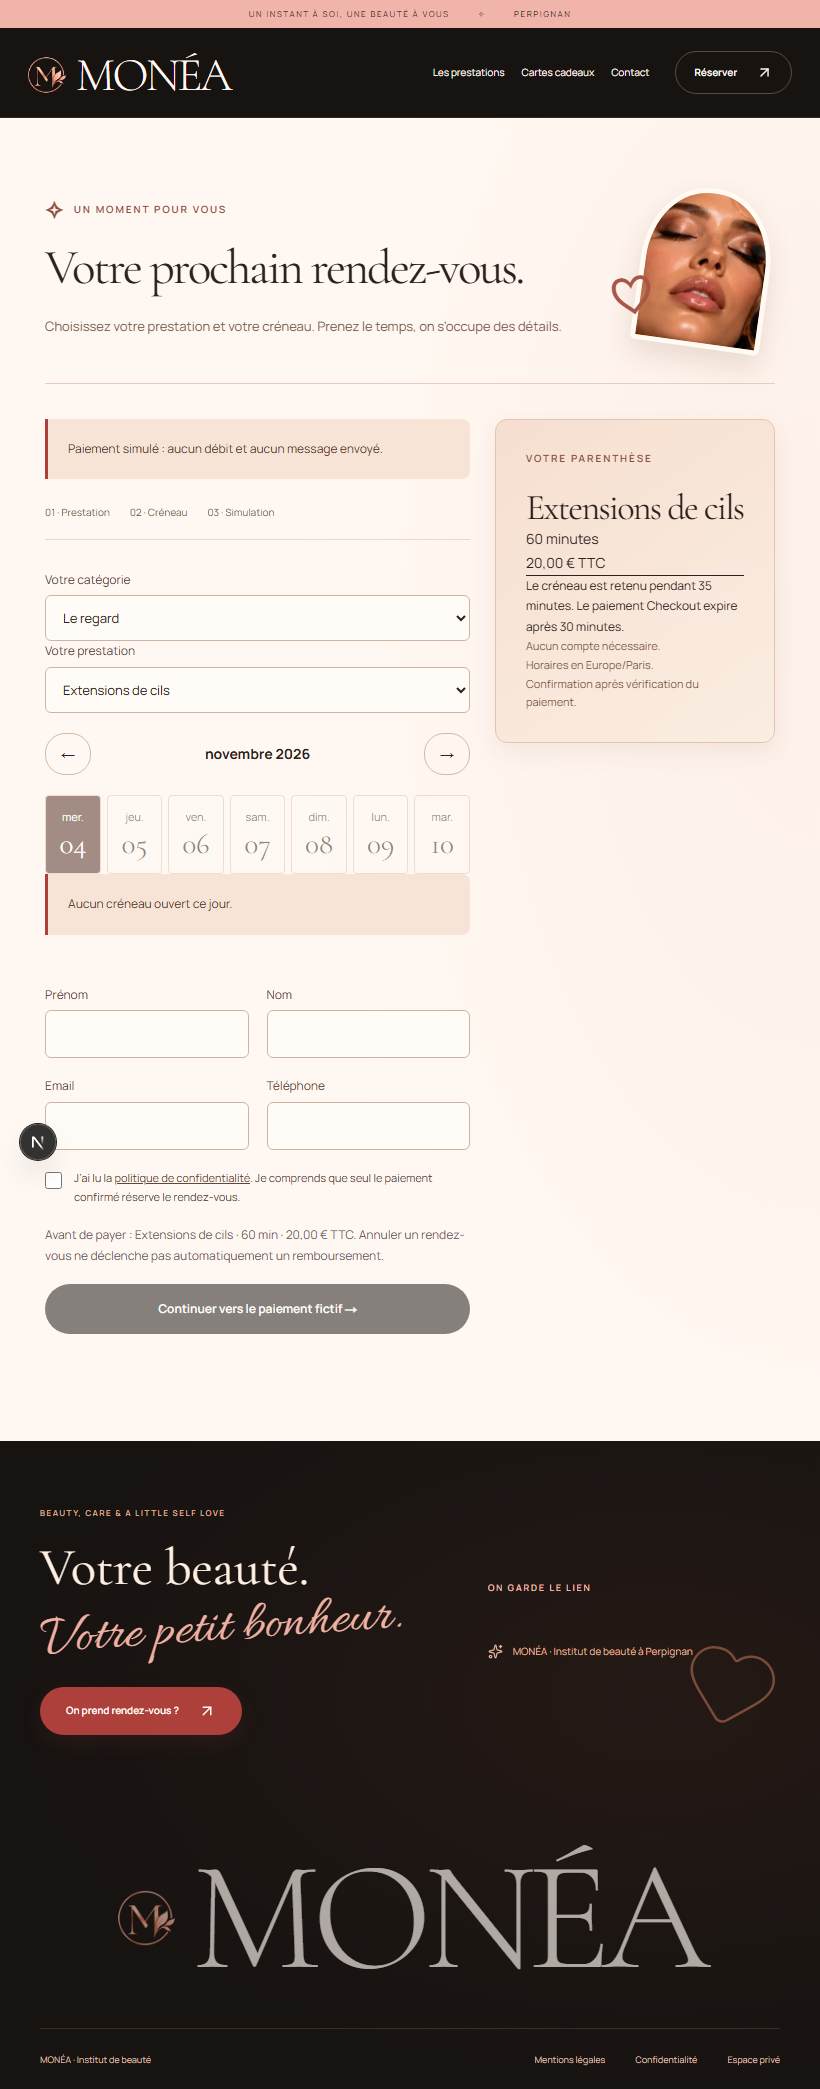 UN INSTANT À SOI, UNE BEAUTÉ À VOUS ✧ PERPIGNAN
M MONÉA
Les prestations Cartes cadeaux Contact Réserver
UN MOMENT POUR VOUS
Votre prochain rendez-vous.
Choisissez votre prestation et votre créneau. Prenez le temps, on s'occupe des détails.
Paiement simulé : aucun débit et aucun message envoyé.
01 · Prestation 02 · Créneau 03 · Simulation
Votre catégorie
Le regard
Votre prestation
Extensions de cils
← novembre 2026 →
mer. jeu. ven. sam. dim. lun. mar.
04 05 06 07 08 09 10
Aucun créneau ouvert ce jour.
Prénom Nom
Email Téléphone
N
J'ai lu la politique de confidentialité. Je comprends que seul le paiement
confirmé réserve le rendez-vous.
Avant de payer : Extensions de cils · 60 min · 20,00 € TTC. Annuler un rendez-
vous ne déclenche pas automatiquement un remboursement.
Continuer vers le paiement fictif →
VOTRE PARENTHÈSE
Extensions de cils
60 minutes
20,00 € TTC
Le créneau est retenu pendant 35
minutes. Le paiement Checkout expire
après 30 minutes.
Aucun compte nécessaire.
Horaires en Europe/Paris.
Confirmation après vérification du
paiement.
BEAUTY, CARE & A LITTLE SELF LOVE
Votre beauté.
Votre petit bonheur.
On prend rendez-vous ?
ON GARDE LE LIEN
MONÉA · Institut de beauté à Perpignan
M MONÉA
MONÉA · Institut de beauté
Mentions légales Confidentialité Espace privé